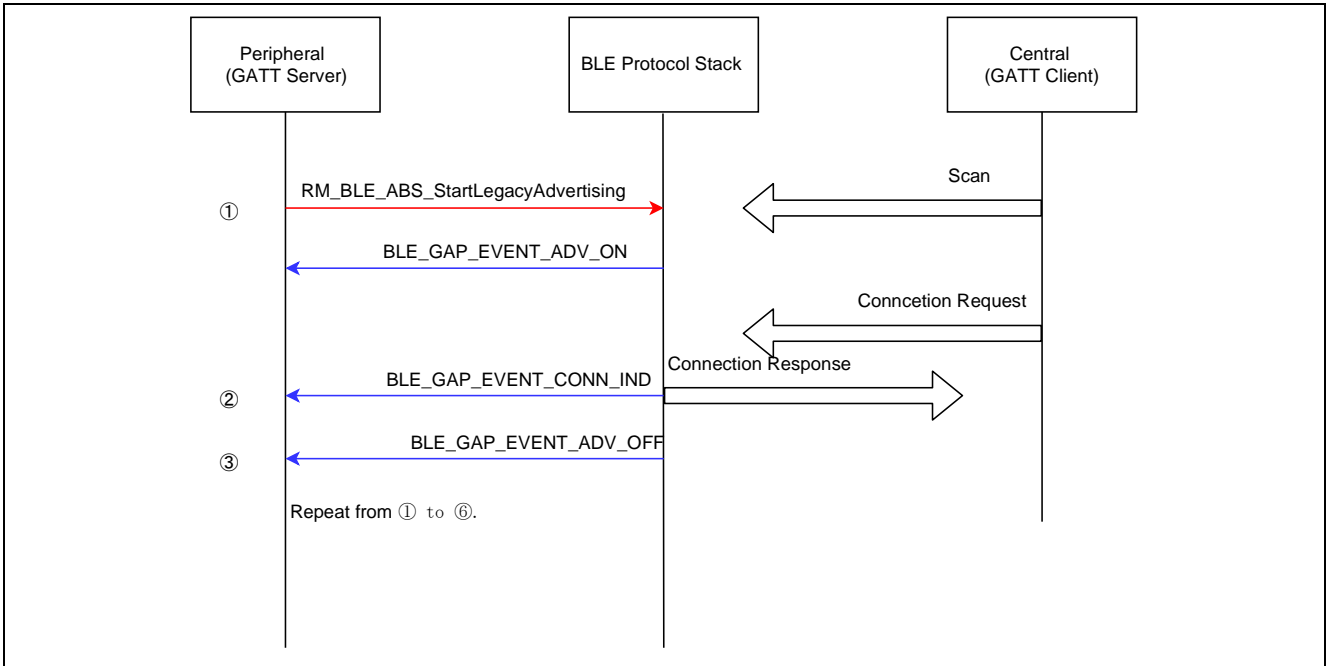 Peripheral
(GATT Server)
BLE Protocol Stack
Central
(GATT Client)
Scan
RM_BLE_ABS_StartLegacyAdvertising
①
BLE_GAP_EVENT_ADV_ON
Conncetion Request
Connection Response
BLE_GAP_EVENT_CONN_IND
②
BLE_GAP_EVENT_ADV_OFF
③
Repeat from ① to ⑥.